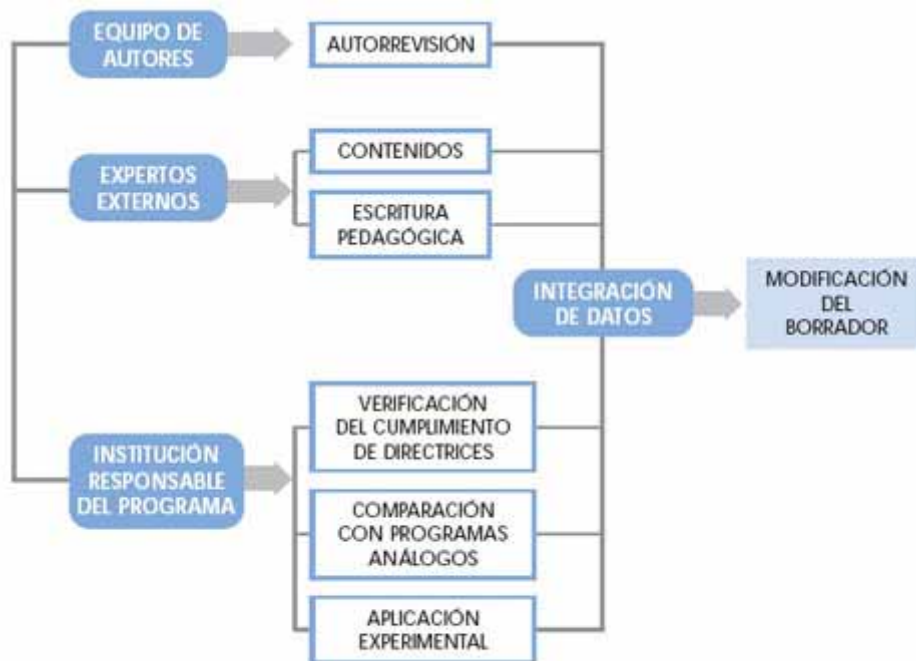 EQUIPO DE
AUTORES
AUTORREVISIÓN
EXPERTOS
EXTERNOS
CONTENIDOS
ESCRITURA
PEDAGÓGICA
INTEGRACIÓN
DE DATOS
MODIFICACIÓN
DEL
BORRADOR
INSTITUCIÓN
RESPONSABLE
DEL PROGRAMA
VERIFICACIÓN
DEL CUMPLIMIENTO
DE DIRECTRICES
COMPARACIÓN
CON PROGRAMAS
ANÁLOGOS
APLICACIÓN
EXPERIMENTAL